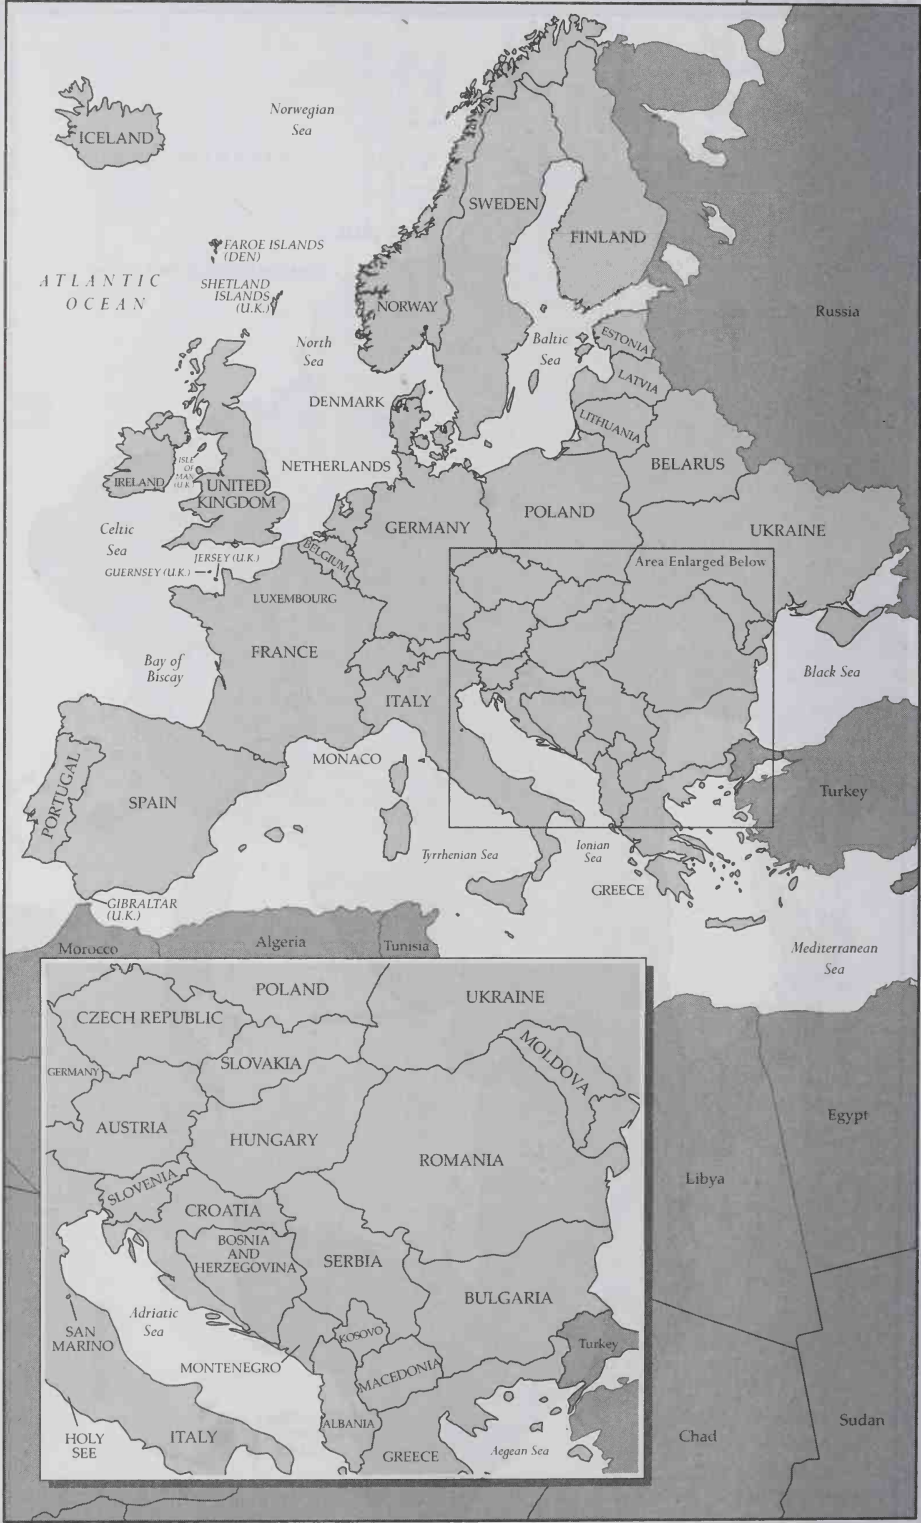 Norwegian
Sea
ICELAND
SWEDEN
FINLAND
FAROE ISLANDS
(DEN)
ATLANTIC
OCEAN
SHETLAND
ISLANDS
(U.K.)
NORWAY
Russia
North
Sea
Baltic
Sea
ESTONIA
LATVIA
DENMARK
LITHUANIA
NETHERLANDS
BELARUS
ISLE
OF
MAN
(U.K.)
IRELAND
UNITED
KINGDOM
GERMANY
POLAND
UKRAINE
Celtic
Sea
JERSEY (U.K.)
GUERNSEY (U.K.)
BELGIUM
Area Enlarged Below
LUXEMBOURG
FRANCE
Bay of
Biscay
Black Sea
ITALY
MONACO
PORTUGAL
SPAIN
Turkey
Tyrrhenian Sea
Ionian
Sea
GREECE
GIBRALTAR
(U.K.)
Morocco
Algeria
Tunisia
Mediterranean
Sea
POLAND
UKRAINE
CZECH REPUBLIC
SLOVAKIA
MOLDOVA
GERMANY
AUSTRIA
HUNGARY
ROMANIA
SLOVENIA
CROATIA
BOSNIA
AND
HERZEGOVINA
SERBIA
BULGARIA
Adriatic
Sea
SAN
MARINO
KOSOVO
MONTENEGRO
MACEDONIA
Turkey
ALBANIA
HOLY
SEE
ITALY
GREECE
Aegean Sea
Egypt
Libya
Chad
Sudan